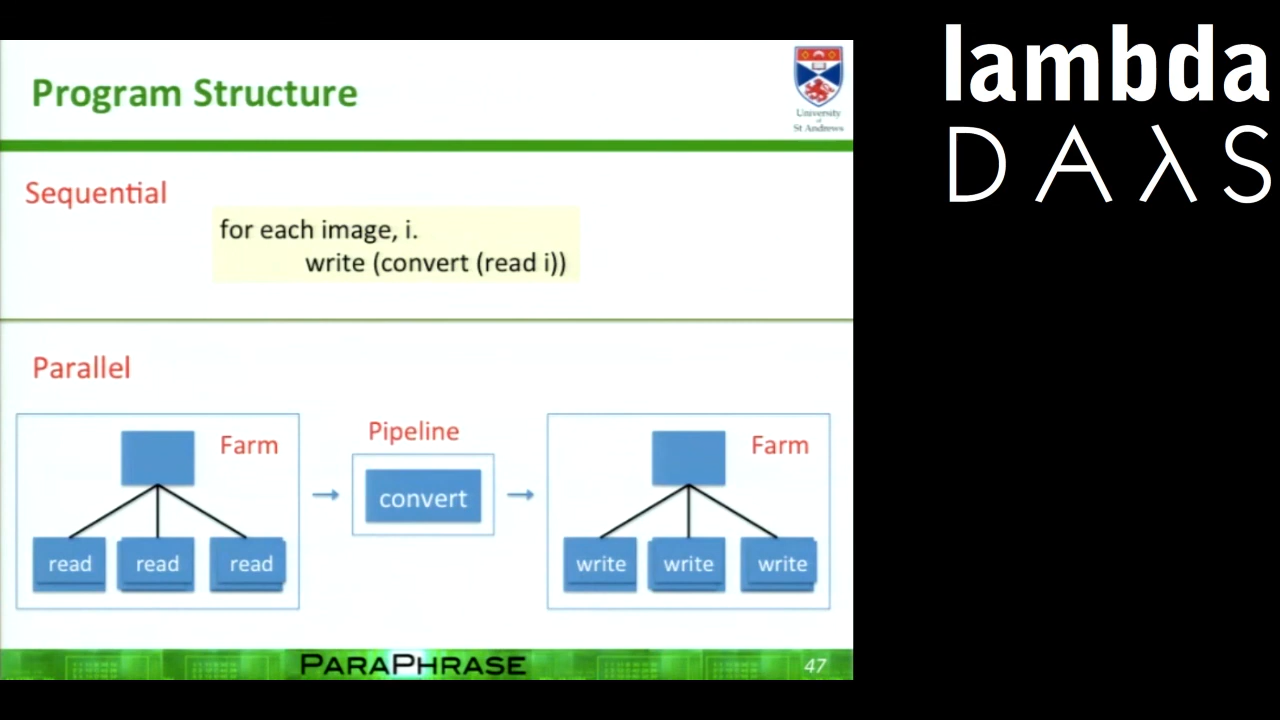 Program Structure
University
of
St Andrews
Sequential
for each image, i.
write (convert (read i))
Parallel
Farm
read
read
read
Pipeline
convert
Farm
write
write
write
PARAPHRASE
47
lambda
DAλS